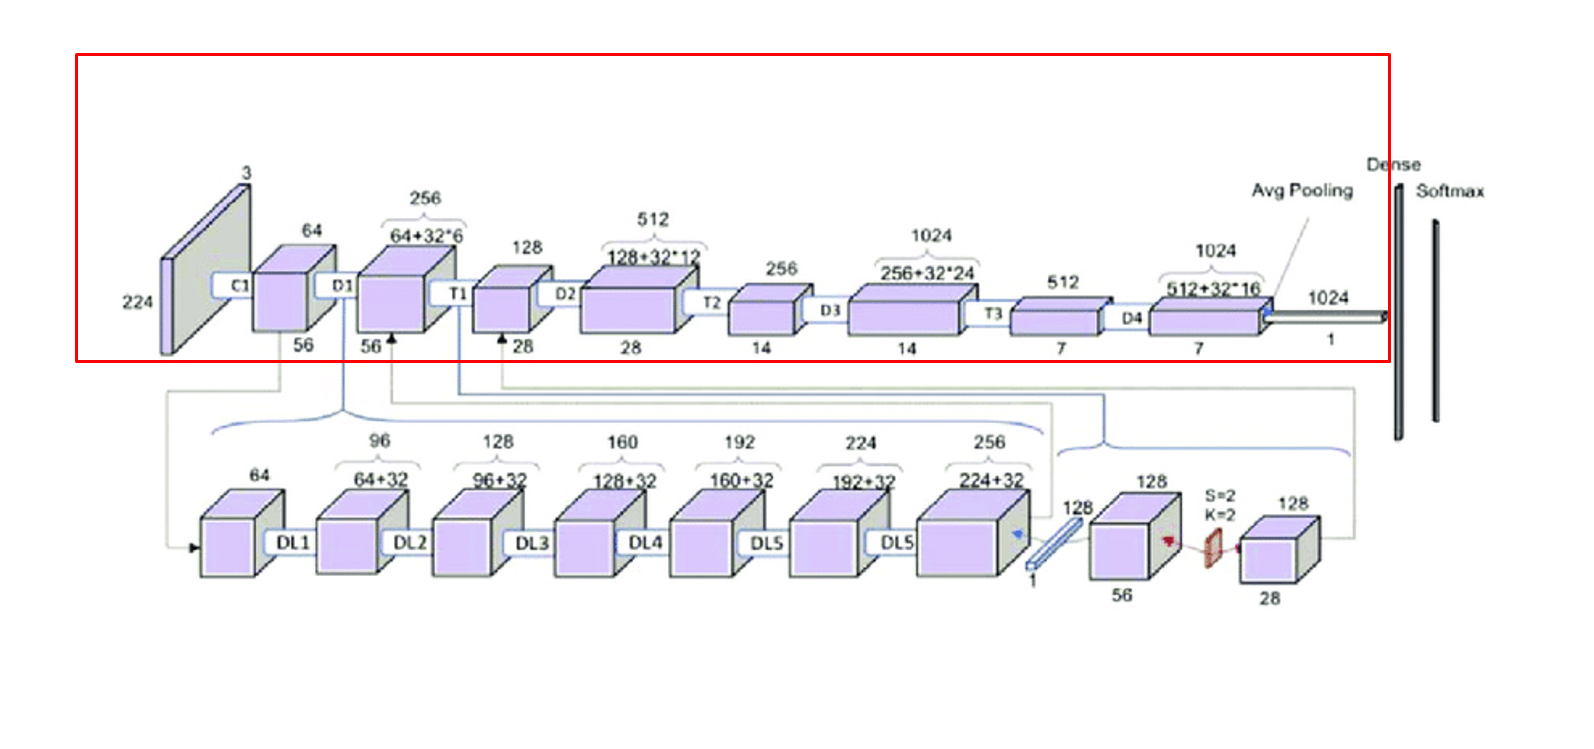 3
224
C1
64
56
D1
256
64+32*6
56
T1
128
28
D2
512
128+32*12
28
T2
256
14
D3
1024
256+32*24
14
T3
512
7
D4
1024
512+32*16
7
Avg Pooling
1024
1
Dense
Softmax
64
DL1
96
64+32
DL2
128
96+32
DL3
160
128+32
DL4
192
160+32
DL5
224
192+32
DL5
256
224+32
128
1
128
56
S=2
K=2
128
28